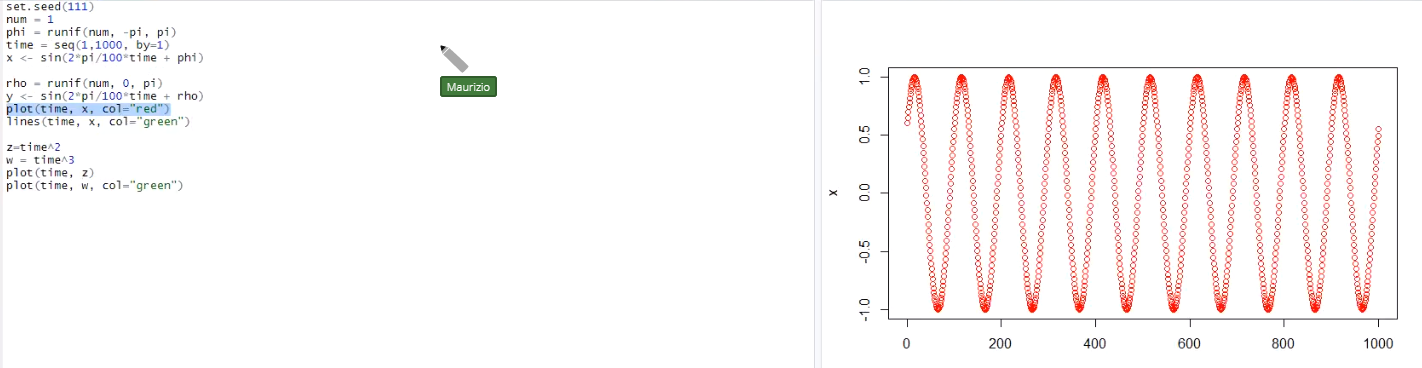 set.seed(111)
num = 1
phi = runif(num, -pi, pi)
time = seq(1,1000, by=1)
x <- sin(2*pi/100*time + phi)
rho = runif(num, 0, pi)
y <- sin(2*pi/100*time + rho)
plot(time, x, col="red")
lines(time, x, col="green")
z=time^2
w = time^3
plot(time, z)
plot(time, w, col="green")
Maurizio
1.0
0.5
0.0
-0.5
-1.0
x
0 200 400 600 800 1000